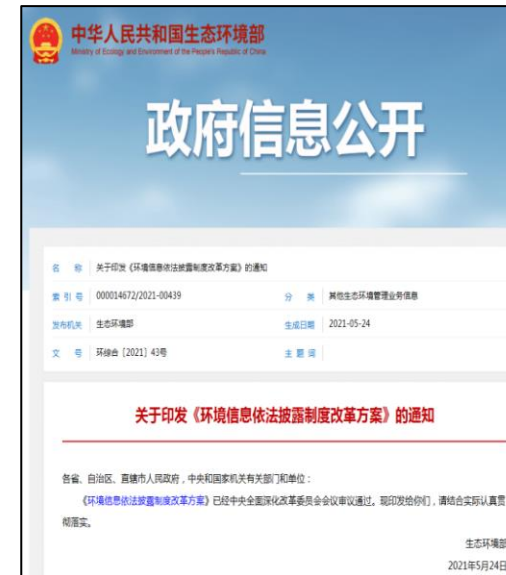 中华人民共和国生态环境部
Ministry of Ecology and Environment of the People's Republic of China
政府信息公开
名 称 关于印发《环境信息依法披露制度改革方案》的通知
索引号 000014672/2021-00439 分 类 其他生态环境管理业务信息
发布机关 生态环境部 生成日期 2021-05-24
文 号 环综合〔2021〕43号 主题词
关于印发《环境信息依法披露制度改革方案》的通知
各省、自治区、直辖市人民政府，中央和国家机关有关部门和单位：
《环境信息依法披露制度改革方案》已经中央全面深化改革委员会会议审议通过。现印发给你们，请结合实际认真贯
彻落实。
生态环境部
2021年5月24日